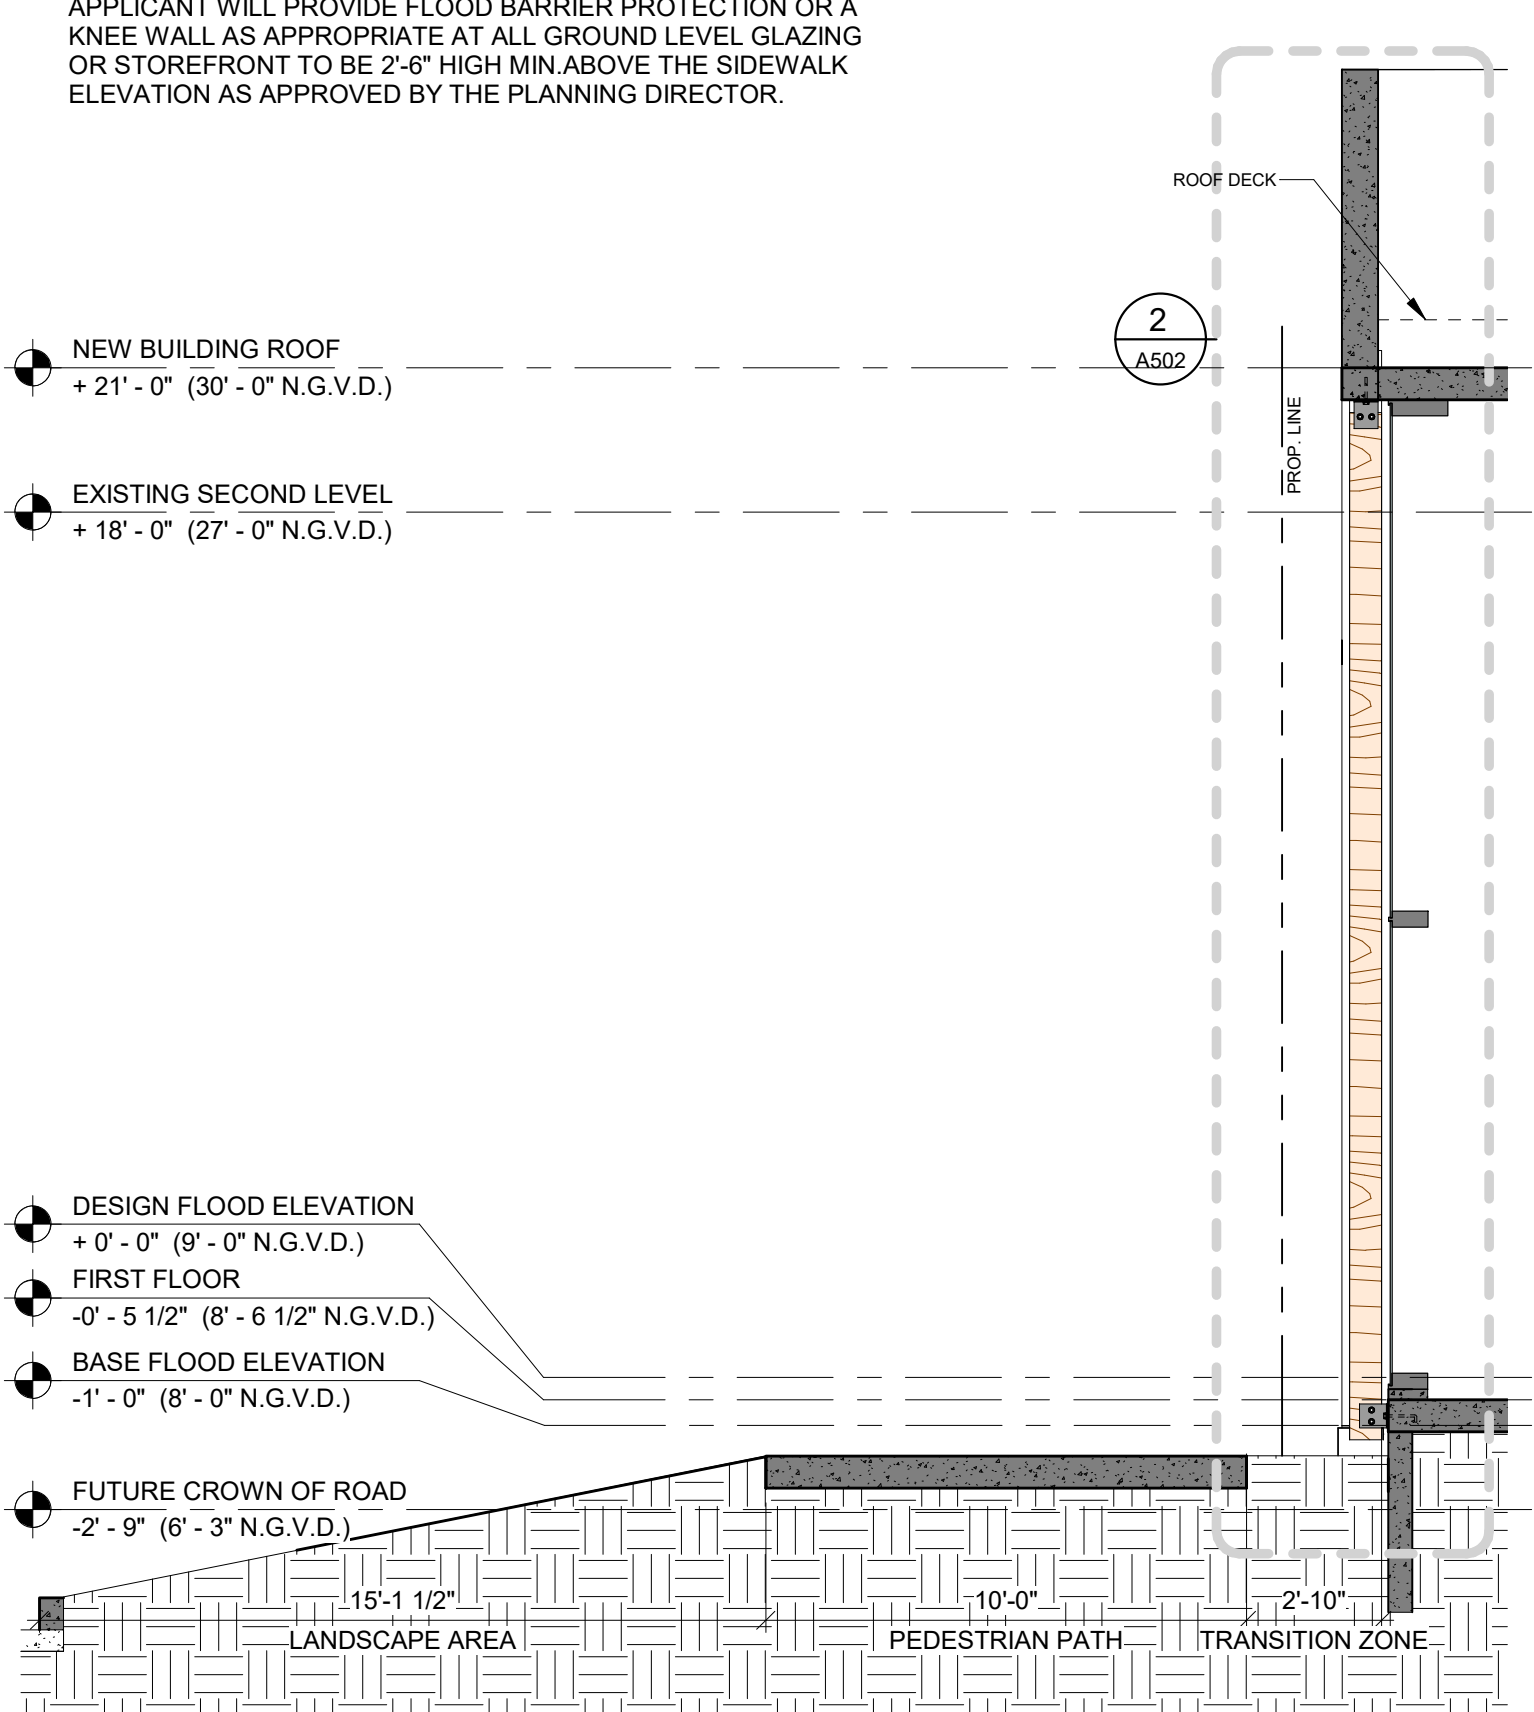 APPLICANT WILL PROVIDE FLOOD BARRIER PROTECTION OR A
KNEE WALL AS APPROPRIATE AT ALL GROUND LEVEL GLAZING
OR STOREFRONT TO BE 2'-6" HIGH MIN.ABOVE THE SIDEWALK
ELEVATION AS APPROVED BY THE PLANNING DIRECTOR.
ROOF DECK
2
A502
NEW BUILDING ROOF
+ 21' - 0" (30' - 0" N.G.V.D.)
PROP. LINE
EXISTING SECOND LEVEL
+ 18' - 0" (27' - 0" N.G.V.D.)
DESIGN FLOOD ELEVATION
+ 0' - 0" (9' - 0" N.G.V.D.)
FIRST FLOOR
-0' - 5 1/2" (8' - 6 1/2" N.G.V.D.)
BASE FLOOD ELEVATION
-1' - 0" (8' - 0" N.G.V.D.)
FUTURE CROWN OF ROAD
-2' - 9" (6' - 3" N.G.V.D.)
15'-1 1/2" 10'-0" 2'-10"
LANDSCAPE AREA PEDESTRIAN PATH TRANSITION ZONE